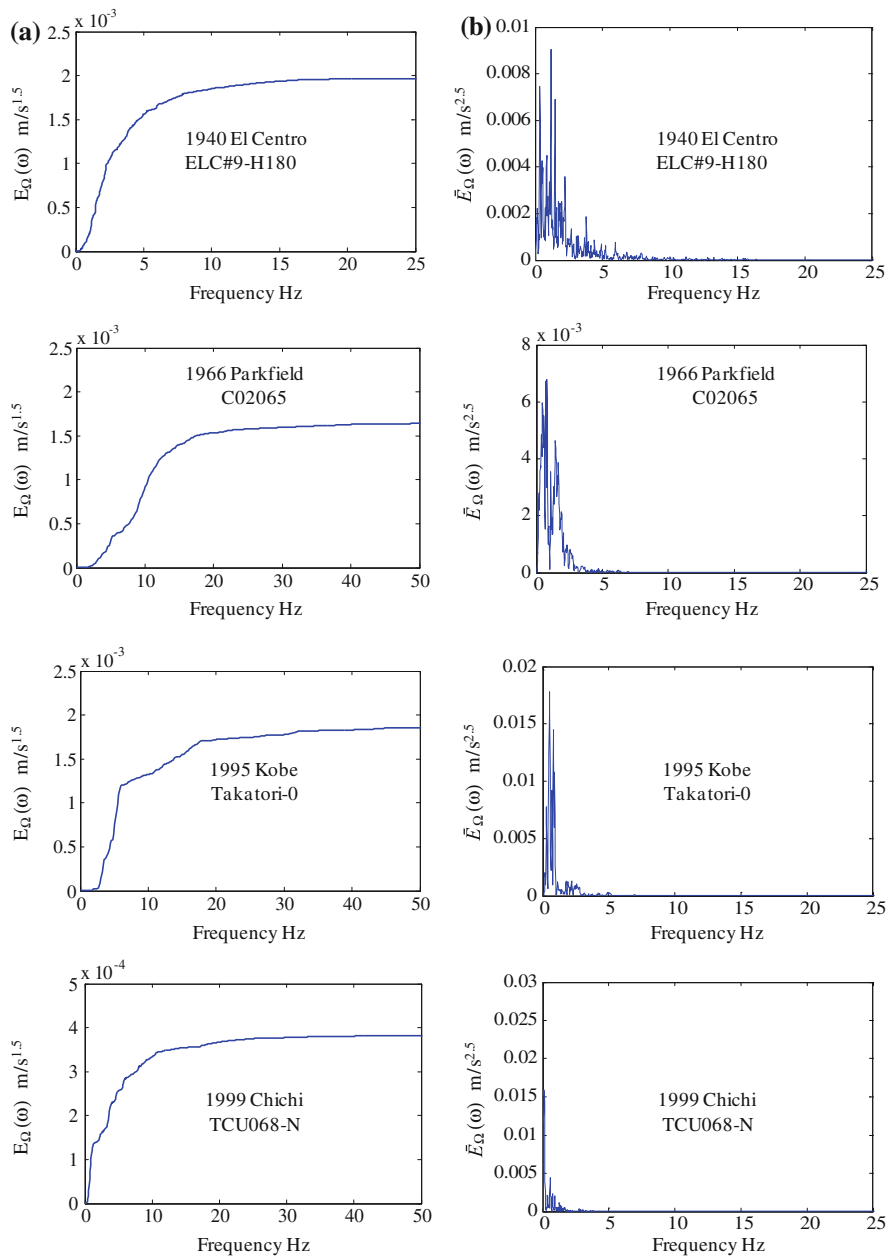 (a)
x 10⁻³
2.5
2
1.5
1
0.5
0
0 5 10 15 20 25
E_Ω(ω) m/s^1.5
1940 El Centro
ELC#9-H180
Frequency Hz
(b)
0.01
0.008
0.006
0.004
0.002
0
0 5 10 15 20 25
Ē_Ω(ω) m/s^2.5
1940 El Centro
ELC#9-H180
Frequency Hz
x 10⁻³
2.5
2
1.5
1
0.5
0
0 10 20 30 40 50
E_Ω(ω) m/s^1.5
1966 Parkfield
C02065
Frequency Hz
x 10⁻³
8
6
4
2
0
0 5 10 15 20 25
Ē_Ω(ω) m/s^2.5
1966 Parkfield
C02065
Frequency Hz
x 10⁻³
2.5
2
1.5
1
0.5
0
0 10 20 30 40 50
E_Ω(ω) m/s^1.5
1995 Kobe
Takatori-0
Frequency Hz
0.02
0.015
0.01
0.005
0
0 5 10 15 20 25
Ē_Ω(ω) m/s^2.5
1995 Kobe
Takatori-0
Frequency Hz
x 10⁻⁴
5
4
3
2
1
0
0 10 20 30 40 50
E_Ω(ω) m/s^1.5
1999 Chichi
TCU068-N
Frequency Hz
0.03
0.025
0.02
0.015
0.01
0.005
0
0 5 10 15 20 25
Ē_Ω(ω) m/s^2.5
1999 Chichi
TCU068-N
Frequency Hz